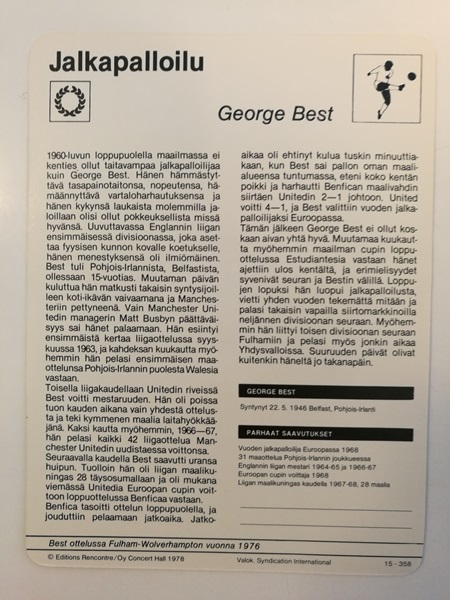 Jalkapalloilu
George Best
1960-luvun loppupuolella maailmassa ei
kenties ollut taitavampaa jalkapalloilijaa
kuin George Best. Hänen hämmästyt-
tävä tasapainotaitonsa, nopeutensa, hä-
mäännyttävä vartaloharhautuksensa ja
hänen kykynsä laukaista molemmilla ja-
loillaan olisi ollut pokkeuksellista missä
hyvänsä. Uuvuttavassa Englannin liigan
ensimmäisessä divisioonassa, joka aset-
taa fyysisen kunnon kovalle koetukselle,
hänen menestyksensä oli ilmiömäinen.
Best tuli Pohjois-Irlannista, Belfastista,
ollessaan 15-vuotias. Muutaman päivän
kuluttua hän matkusti takaisin syntysijoil-
leen koti-ikävän vaivaamana ja Manches-
teriin pettyneenä. Vain Manchester Uni-
tedin managerin Matt Busbyn päättäväi-
syys sai hänet palaamaan. Hän esiintyi
ensimmäistä kertaa liigaottelussa syys-
kuussa 1963, ja kahdeksan kuukautta myö-
hemmin hän pelasi ensimmäisen maa-
ottelunsa Pohjois-Irlannin puolesta Walesia
vastaan.
Toisella liigakaudellaan Unitedin riveissä
Best voitti mestaruuden. Hän oli poissa
tuon kauden aikana vain yhdestä ottelus-
ta ja teki kymmenen maalia laitahyökkää-
jänä. Kaksi kautta myöhemmin, 1966—67,
hän pelasi kaikki 42 liigaottelua Man-
chester Unitedin uudistaessa voittonsa.
Seuraavalla kaudella Best saavutti uransa
huipun. Tuolloin hän oli liigan maaliku-
ningas 28 täysosumallaan ja oli mukana
viemässä Unitedia Euroopan cupin voit-
toon loppuottelussa Benficaa vastaan.
Benfica tasoitti ottelun loppupuolella, ja
jouduttiin pelaamaan jatkoaika. Jatko-
aikaa oli ehtinyt kulua tuskin minuuttia-
kaan, kun Best sai pallon oman maali-
alueensa tuntumassa, eteni koko kentän
poikki ja harhautti Benfican maalivahdin
siirtäen Unitedin 2—1 johtoon. United
voitti 4—1, ja Best valittiin vuoden jalka-
palloilijaksi Euroopassa.
Tämän jälkeen George Best ei ollut kos-
kaan aivan yhtä hyvä. Muutamaa kuukaut-
ta myöhemmin maailman cupin loppu-
ottelussa Estudiantesia vastaan hänet
ajettiin ulos kentältä, ja erimielisyydet
syvenivät seuran ja Bestin välillä. Loppu-
jen lopuksi hän luopui jalkapalloilusta,
vietti yhden vuoden tekemättä mitään ja
palasi takaisin vapailla siirtomarkkinoilla
neljännen divisioonan seuraan. Myöhem-
min hän liittyi toisen divisioonan seuraan
Fulhamiin ja pelasi myös jonkin aikaa
Yhdysvalloissa. Suuruuden päivät olivat
kuitenkin häneltä jo takanapäin.
GEORGE BEST
Syntynyt 22. 5. 1946 Belfast, Pohjois-Irlanti
PARHAAT SAAVUTUKSET
Vuoden jalkapalloilija Euroopassa 1968
31 maaottelua Pohjois-Irlannin joukkueessa
Englannin liigan mestari 1964-65 ja 1966-67
Euroopan cupin voittaja 1968
Liigan maalikuningas kaudella 1967-68, 28 maalia
Best ottelussa Fulham-Wolverhampton vuonna 1976
© Editions Rencontre/Oy Concert Hall 1978
Valok. Syndication International
15 - 358